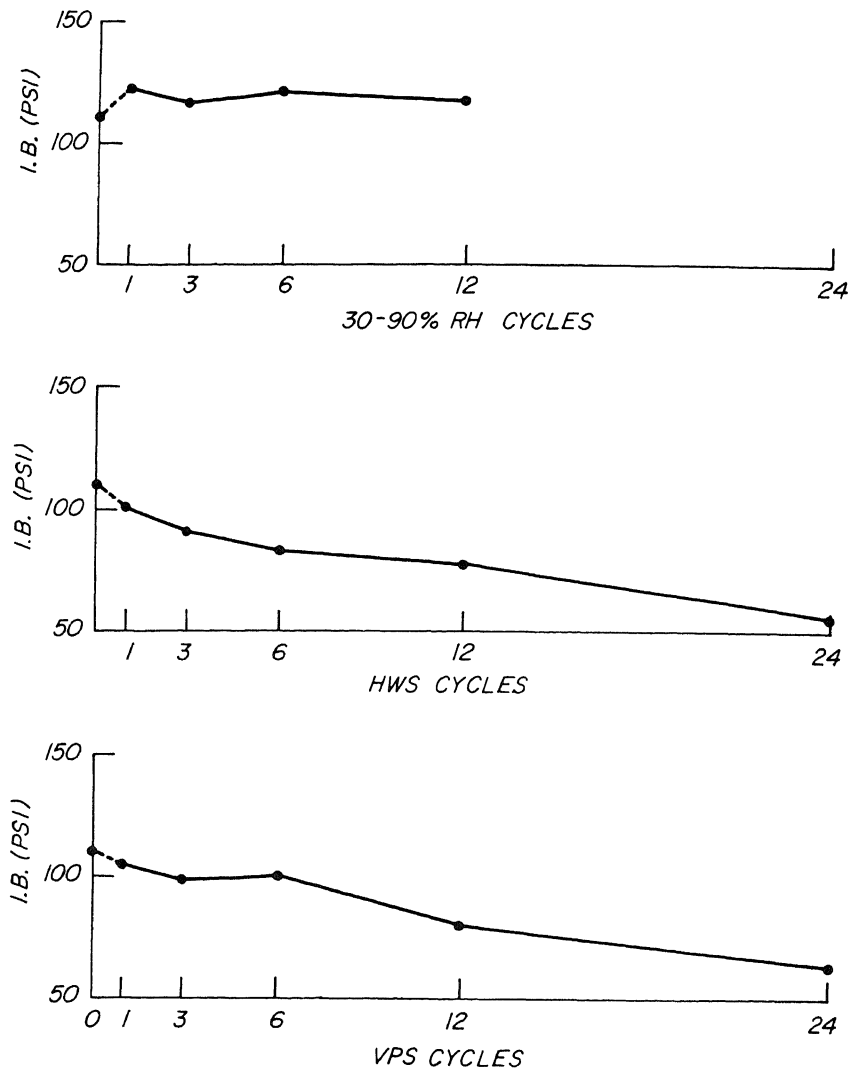 150
I.B. (PSI)
100
50
1 3 6 12 24
30-90% RH CYCLES
150
I.B. (PSI)
100
50
1 3 6 12 24
HWS CYCLES
150
I.B. (PSI)
100
50
0 1 3 6 12 24
VPS CYCLES